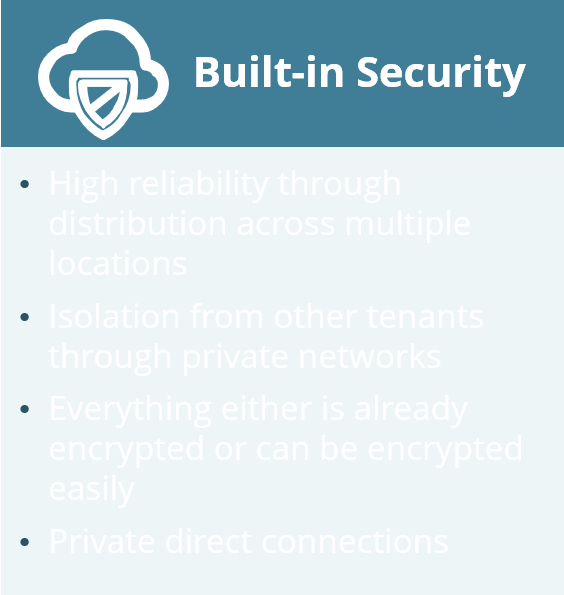 Built-in Security
• High reliability through
distribution across multiple
locations
• Isolation from other tenants
through private networks
• Everything either is already
encrypted or can be encrypted
easily
• Private direct connections